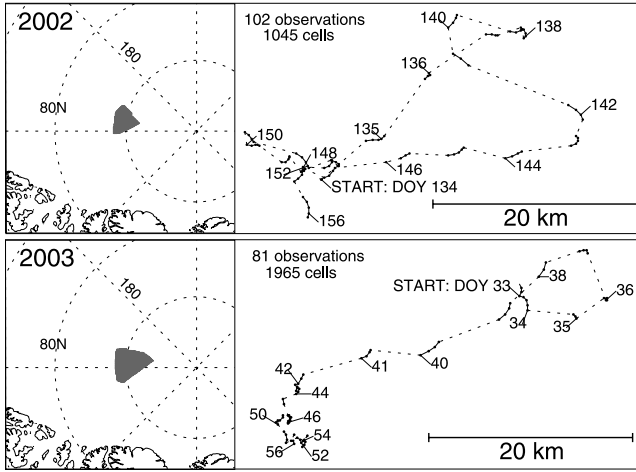 2002
180
80N
102 observations
1045 cells
140
138
136
142
135
150
148
152
146
144
START: DOY 134
156
20 km
2003
180
80N
81 observations
1965 cells
38
START: DOY 33
36
34
35
42
41
40
44
50
46
54
56
52
20 km